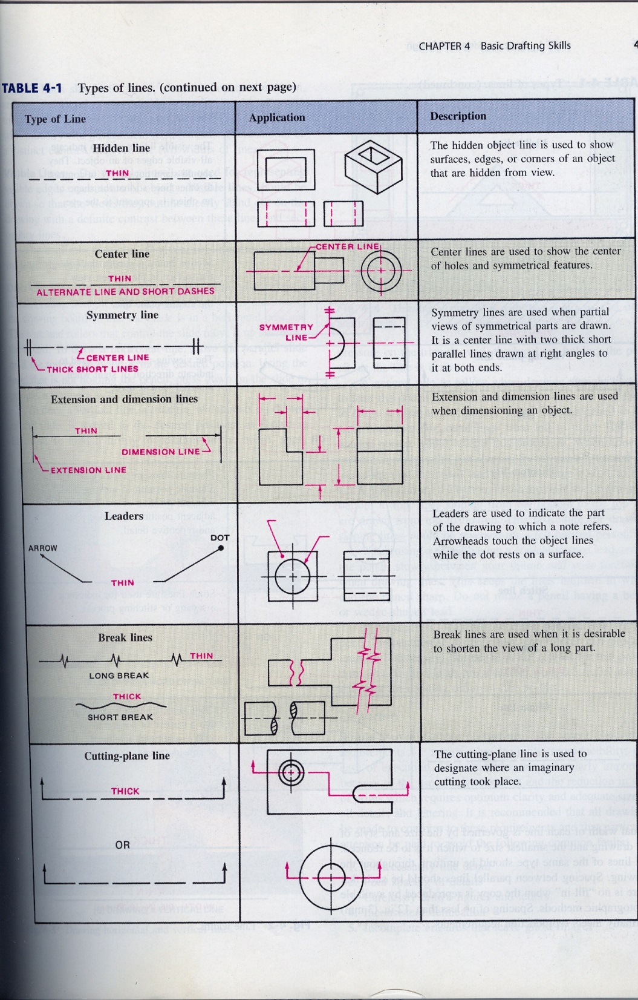 CHAPTER 4 Basic Drafting Skills 4
TABLE 4-1 Types of lines. (continued on next page)
Type of Line
Application
Description
Hidden line
THIN
The hidden object line is used to show
surfaces, edges, or corners of an object
that are hidden from view.
Center line
THIN
ALTERNATE LINE AND SHORT DASHES
CENTER LINE
Center lines are used to show the center
of holes and symmetrical features.
Symmetry line
CENTER LINE
THICK SHORT LINES
SYMMETRY
LINE
Symmetry lines are used when partial
views of symmetrical parts are drawn.
It is a center line with two thick short
parallel lines drawn at right angles to
it at both ends.
Extension and dimension lines
THIN
DIMENSION LINE
EXTENSION LINE
Extension and dimension lines are used
when dimensioning an object.
Leaders
DOT
ARROW
THIN
Leaders are used to indicate the part
of the drawing to which a note refers.
Arrowheads touch the object lines
while the dot rests on a surface.
Break lines
THIN
LONG BREAK
THICK
SHORT BREAK
Break lines are used when it is desirable
to shorten the view of a long part.
Cutting-plane line
THICK
OR
The cutting-plane line is used to
designate where an imaginary
cutting took place.